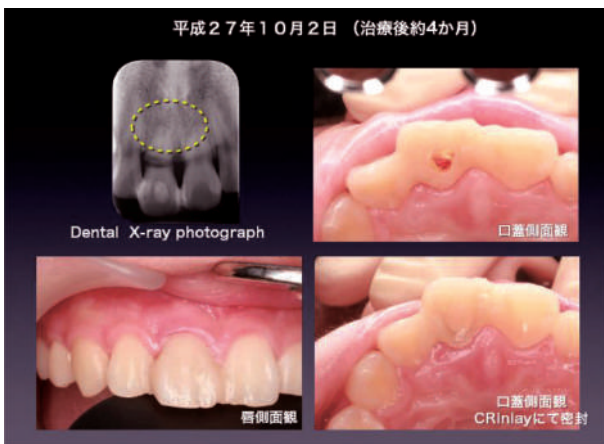 平成２７年１０月２日 （治療後約4か月）
Dental X-ray photograph
口蓋側面観
唇側面観
口蓋側面観
CRInlayにて密封